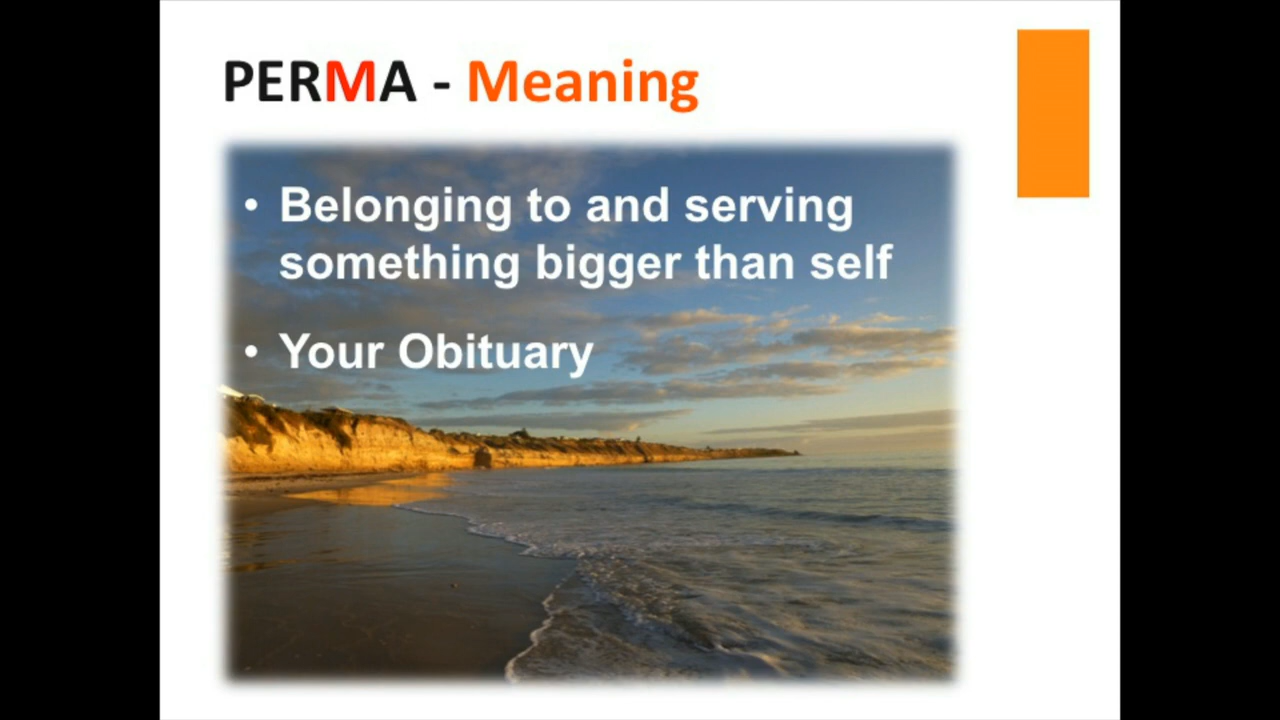 PERMA - Meaning
• Belonging to and serving
something bigger than self
• Your Obituary